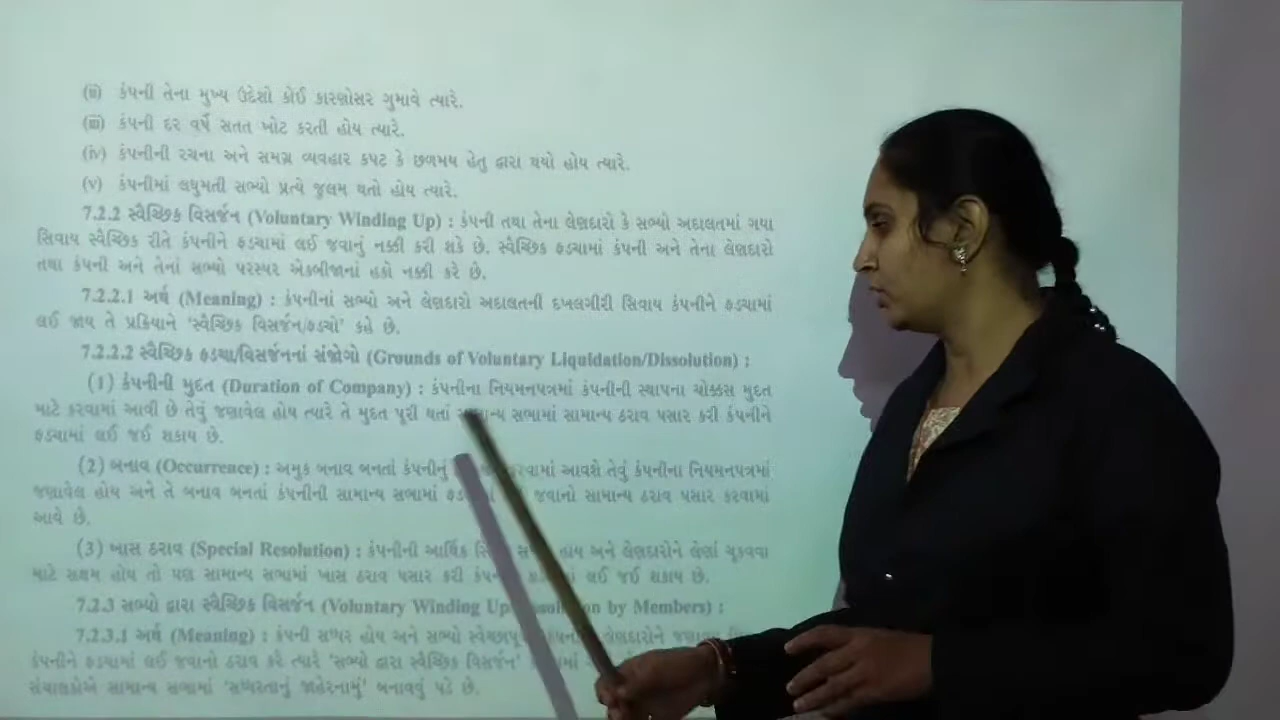 (ii) કંપની તેના મુખ્ય ઉદ્દેશો કોઈ કારણોસર ગુમાવે ત્યારે.
(iii) કંપની દર વર્ષે સતત ખોટ કરતી હોય ત્યારે.
(iv) કંપનીની રચના અને સમગ્ર વ્યવહાર કપટ કે છળમય હેતુ દ્વારા થયો હોય ત્યારે.
(v) કંપનીમાં લઘુમતી સભ્યો પ્રત્યે જુલમ થતો હોય ત્યારે.
7.2.2 સ્વૈચ્છિક વિસર્જન (Voluntary Winding Up) : કંપની તથા તેના લેણદારો કે સભ્યો અદાલતમાં ગયા
સિવાય સ્વૈચ્છિક રીતે કંપનીને ફડચામાં લઈ જવાનું નક્કી કરી શકે છે. સ્વૈચ્છિક ફડચામાં કંપની અને તેના લેણદારો
તથા કંપની અને તેનાં સભ્યો પરસ્પર એકબીજાનાં હકો નક્કી કરે છે.
7.2.2.1 અર્થ (Meaning) : કંપનીનાં સભ્યો અને લેણદારો અદાલતની દખલગીરી સિવાય કંપનીને ફડચામાં
લઈ જાય તે પ્રક્રિયાને ‘સ્વૈચ્છિક વિસર્જન/ફડચો’ કહે છે.
7.2.2.2 સ્વૈચ્છિક ફડચા/વિસર્જનનાં સંજોગો (Grounds of Voluntary Liquidation/Dissolution) :
(1) કંપનીની મુદત (Duration of Company) : કંપનીના નિયમનપત્રમાં કંપનીની સ્થાપના ચોક્કસ મુદત
માટે કરવામાં આવી છે તેવું જણાવેલ હોય ત્યારે તે મુદત પૂરી થતાં સામાન્ય સભામાં સામાન્ય ઠરાવ પસાર કરી કંપનીને
ફડચામાં લઈ જઈ શકાય છે.
(2) બનાવ (Occurrence) : અમુક બનાવ બનતાં કંપનીનું કરવામાં આવશે તેવું કંપનીના નિયમનપત્રમાં
જણાવેલ હોય અને તે બનાવ બનતાં કંપનીની સામાન્ય સભામાં જવાનો સામાન્ય ઠરાવ પસાર કરવામાં
આવે છે.
(3) ખાસ ઠરાવ (Special Resolution) : કંપનીની આર્થિક હોય અને લેણદારોને લેણાં ચૂકવવા
માટે સક્ષમ હોય તો પણ સામાન્ય સભામાં ખાસ ઠરાવ પસાર કરી લઈ જઈ શકાય છે.
7.2.3 સભ્યો દ્વારા સ્વૈચ્છિક વિસર્જન (Voluntary Winding Up by Members) :
7.2.3.1 અર્થ (Meaning) : કંપની સધ્ધર હોય અને સભ્યો લેણદારોને
કંપનીને ફડચામાં લઈ જવાનો ઠરાવ કરે ત્યારે ‘સભ્યો દ્વારા સ્વૈચ્છિક વિસર્જન’
સંચાલકોએ સામાન્ય સભામાં ‘સધ્ધરતાનું જાહેરનામું’ બનાવવું પડે છે.